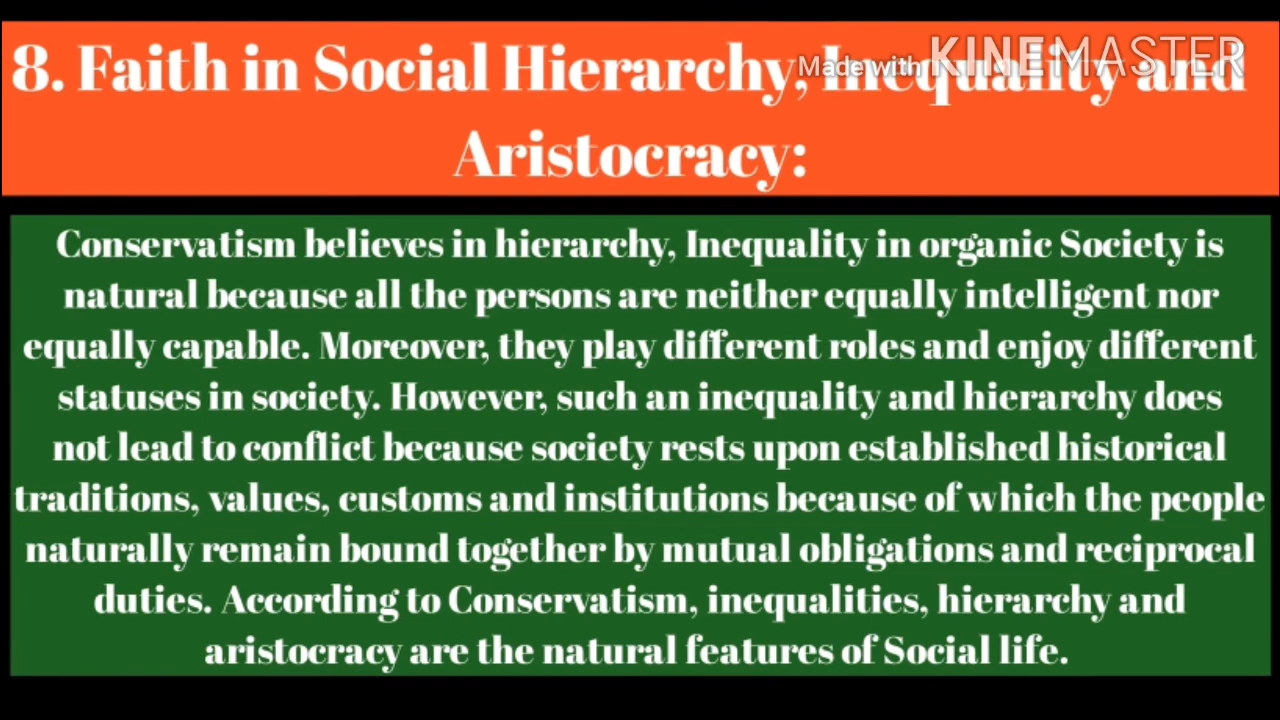 8. Faith in Social Hierarchy, Inequality and
Made with KINEMASTER
Aristocracy:
Conservatism believes in hierarchy, Inequality in organic Society is
natural because all the persons are neither equally intelligent nor
equally capable. Moreover, they play different roles and enjoy different
statuses in society. However, such an inequality and hierarchy does
not lead to conflict because society rests upon established historical
traditions, values, customs and institutions because of which the people
naturally remain bound together by mutual obligations and reciprocal
duties. According to Conservatism, inequalities, hierarchy and
aristocracy are the natural features of Social life.